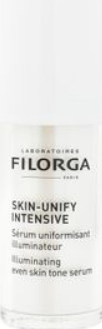 LABORATOIRES
FILORGA
PARIS
SKIN-UNIFY
INTENSIVE
Sérum uniformisant
illuminateur
Illuminating
even skin tone serum